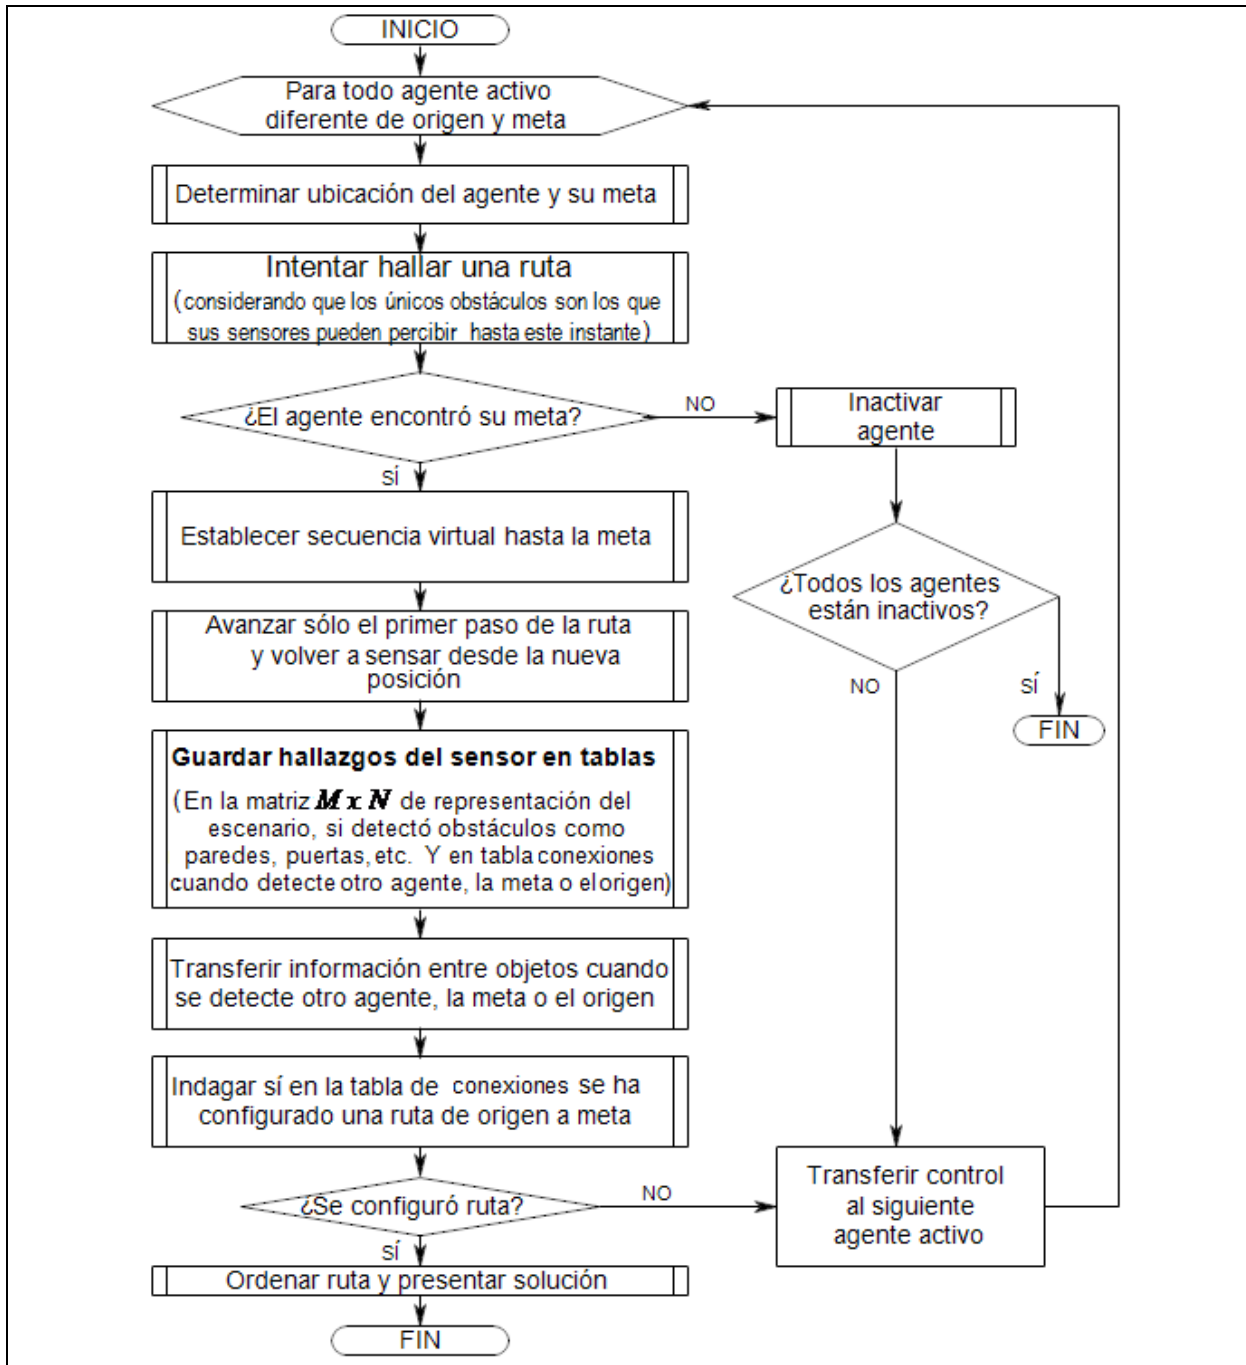 INICIO
Para todo agente activo
diferente de origen y meta
Determinar ubicación del agente y su meta
Intentar hallar una ruta
(considerando que los únicos obstáculos son los que
sus sensores pueden percibir hasta este instante)
¿El agente encontró su meta?
NO
Inactivar
agente
SÍ
Establecer secuencia virtual hasta la meta
¿Todos los agentes
están inactivos?
Avanzar sólo el primer paso de la ruta
y volver a sensar desde la nueva
posición
NO
SÍ
FIN
Guardar hallazgos del sensor en tablas
(En la matriz M x N de representación del
escenario, si detectó obstáculos como
paredes, puertas, etc. Y en tabla conexiones
cuando detecte otro agente, la meta o el origen)
Transferir información entre objetos cuando
se detecte otro agente, la meta o el origen
Indagar sí en la tabla de conexiones se ha
configurado una ruta de origen a meta
¿Se configuró ruta?
NO
Transferir control
al siguiente
agente activo
SÍ
Ordenar ruta y presentar solución
FIN